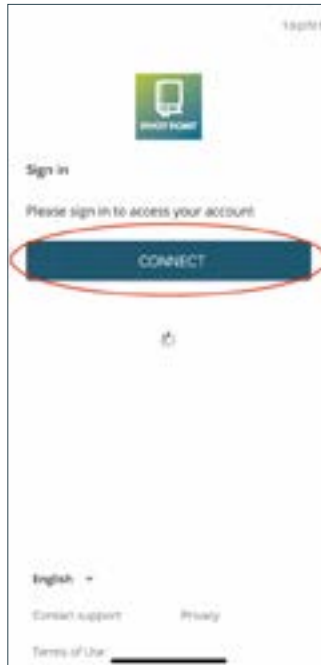 Sign in
Please sign in to access your account
CONNECT
English
Contact support Privacy
Terms of Use